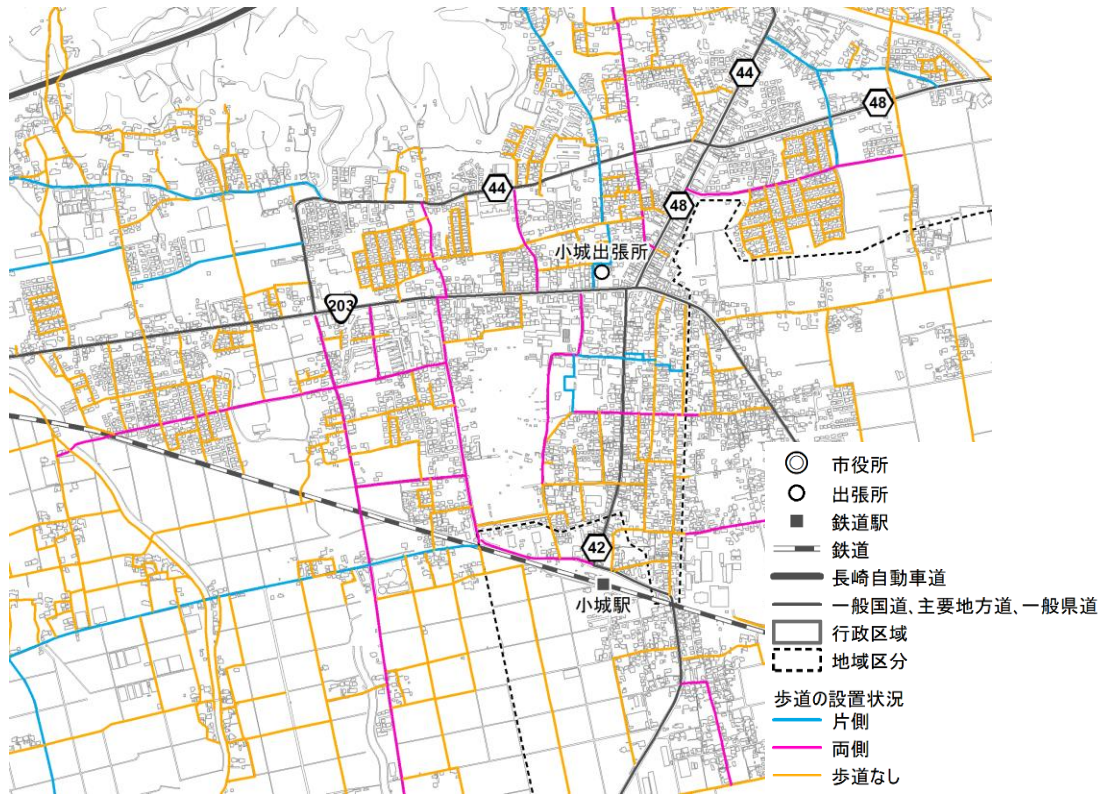 44
48
44
48
小城出張所
203
42
小城駅
市役所
出張所
鉄道駅
鉄道
長崎自動車道
一般国道、主要地方道、一般県道
行政区域
地域区分
歩道の設置状況
片側
両側
歩道なし